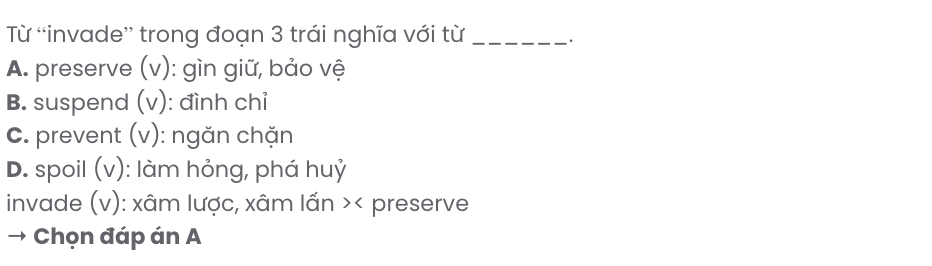 Từ “invade” trong đoạn 3 trái nghĩa với từ ______.
A. preserve (v): gìn giữ, bảo vệ
B. suspend (v): đình chỉ
C. prevent (v): ngăn chặn
D. spoil (v): làm hỏng, phá huỷ
invade (v): xâm lược, xâm lấn >< preserve
→ Chọn đáp án A